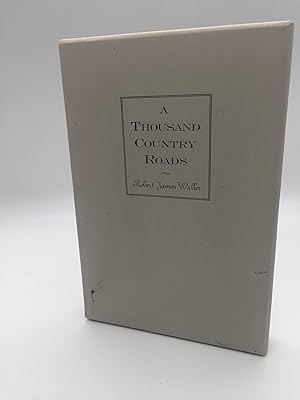 A
THOUSAND
COUNTRY
ROADS
Robert James Waller